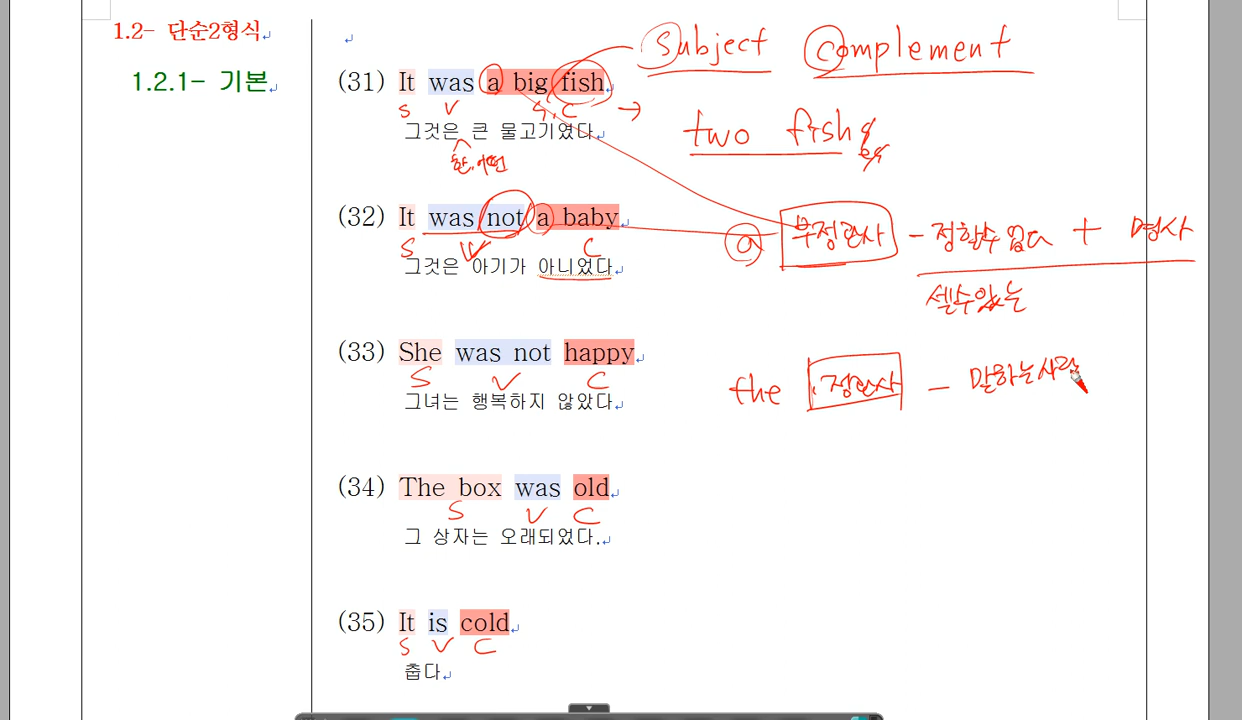 1.2- 단순2형식
1.2.1- 기본
Subject Complement
(31) It was a big fish
S V S.C →
그것은 큰 물고기였다
한, 어떤
two fish
es
(32) It was not a baby
S V C
그것은 아기가 아니었다
a 부정관사 - 정할수 없다 + 명사
셀수있는
(33) She was not happy
S V C
그녀는 행복하지 않았다
the 정관사 - 말하는사람
(34) The box was old
S V C
그 상자는 오래되었다.
(35) It is cold
S V C
춥다